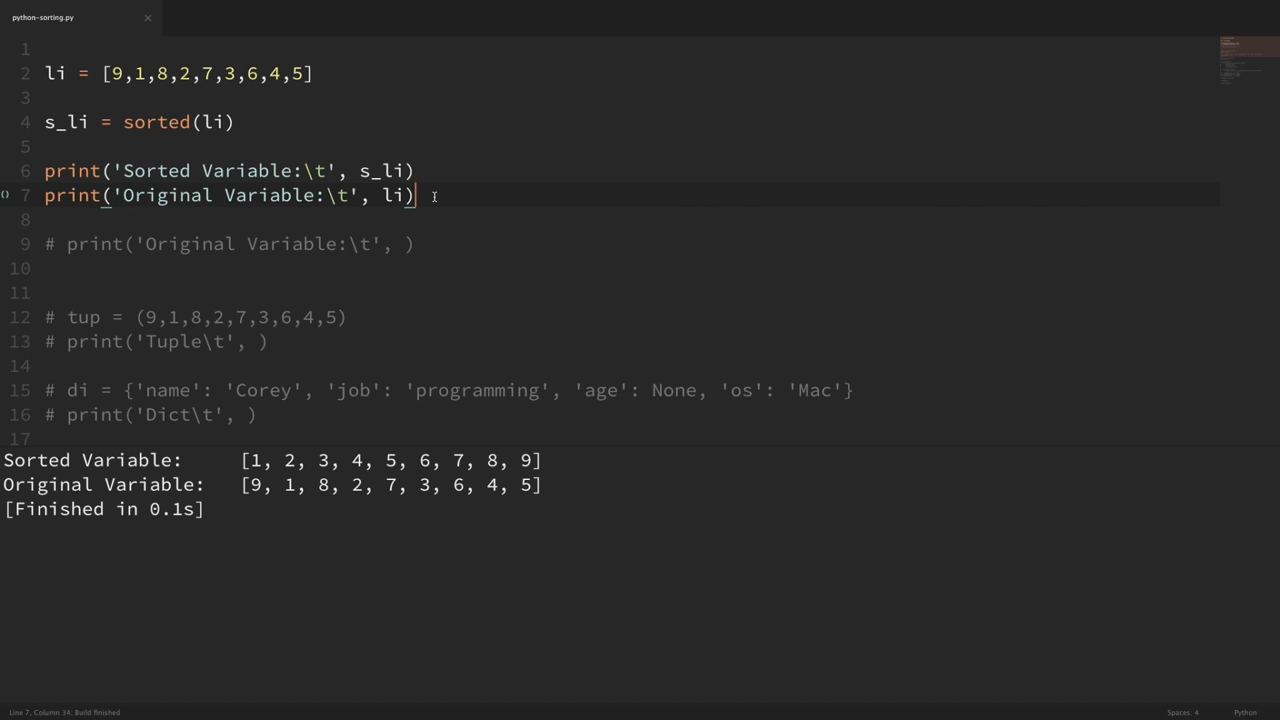 python-sorting.py ×
1
2 li = [9,1,8,2,7,3,6,4,5]
3
4 s_li = sorted(li)
5
6 print('Sorted Variable:\t', s_li)
() 7 print('Original Variable:\t', li)
8
9 # print('Original Variable:\t', )
10
11
12 # tup = (9,1,8,2,7,3,6,4,5)
13 # print('Tuple\t', )
14
15 # di = {'name': 'Corey', 'job': 'programming', 'age': None, 'os': 'Mac'}
16 # print('Dict\t', )
17
Sorted Variable: [1, 2, 3, 4, 5, 6, 7, 8, 9]
Original Variable: [9, 1, 8, 2, 7, 3, 6, 4, 5]
[Finished in 0.1s]
Line 7, Column 34: Build finished Spaces: 4 Python